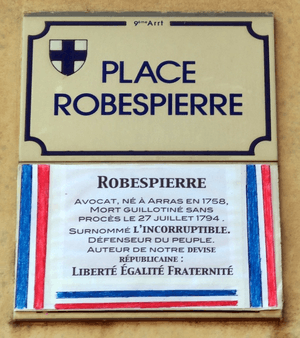 9ème Arrt
PLACE
ROBESPIERRE
ROBESPIERRE
AVOCAT, NÉ À ARRAS EN 1758,
MORT GUILLOTINÉ SANS
PROCÈS LE 27 JUILLET 1794.
SURNOMMÉ L'INCORRUPTIBLE.
DÉFENSEUR DU PEUPLE.
AUTEUR DE NOTRE DEVISE
RÉPUBLICAINE :
LIBERTÉ ÉGALITÉ FRATERNITÉ